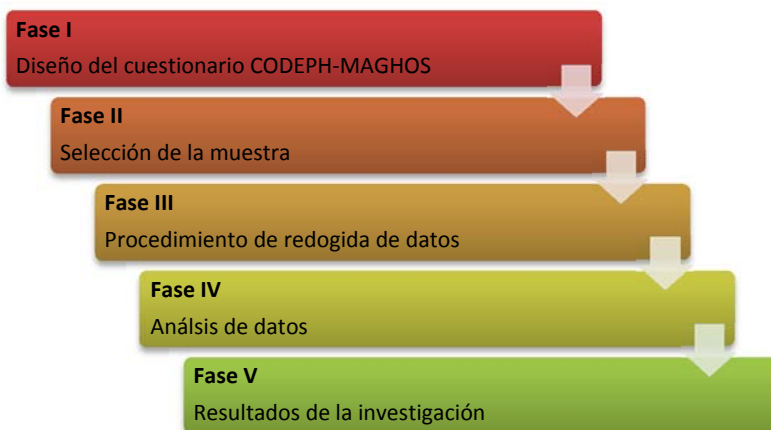 Fase I
Diseño del cuestionario CODEPH-MAGHOS
Fase II
Selección de la muestra
Fase III
Procedimiento de redogida de datos
Fase IV
Análsis de datos
Fase V
Resultados de la investigación